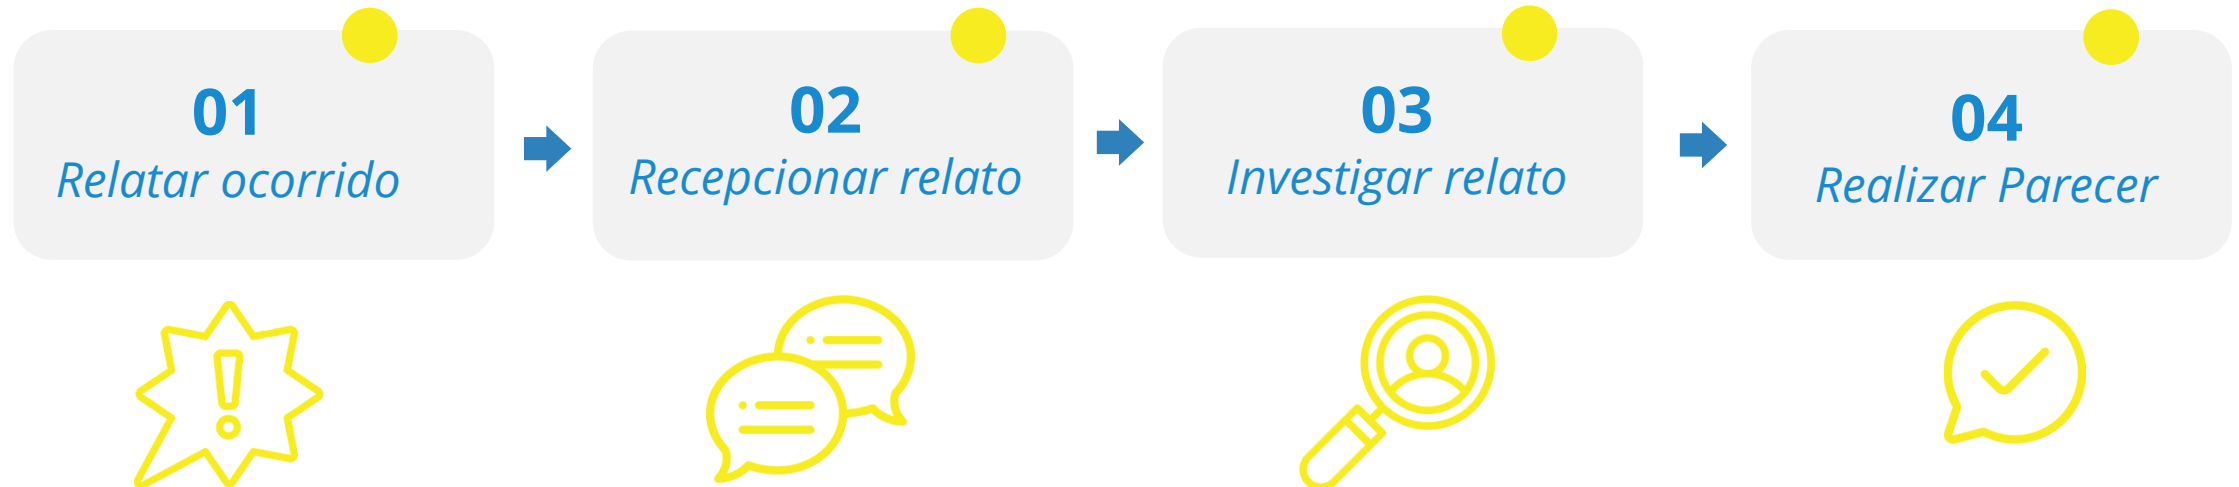 01
Relatar ocorrido
02
Recepcionar relato
03
Investigar relato
04
Realizar Parecer